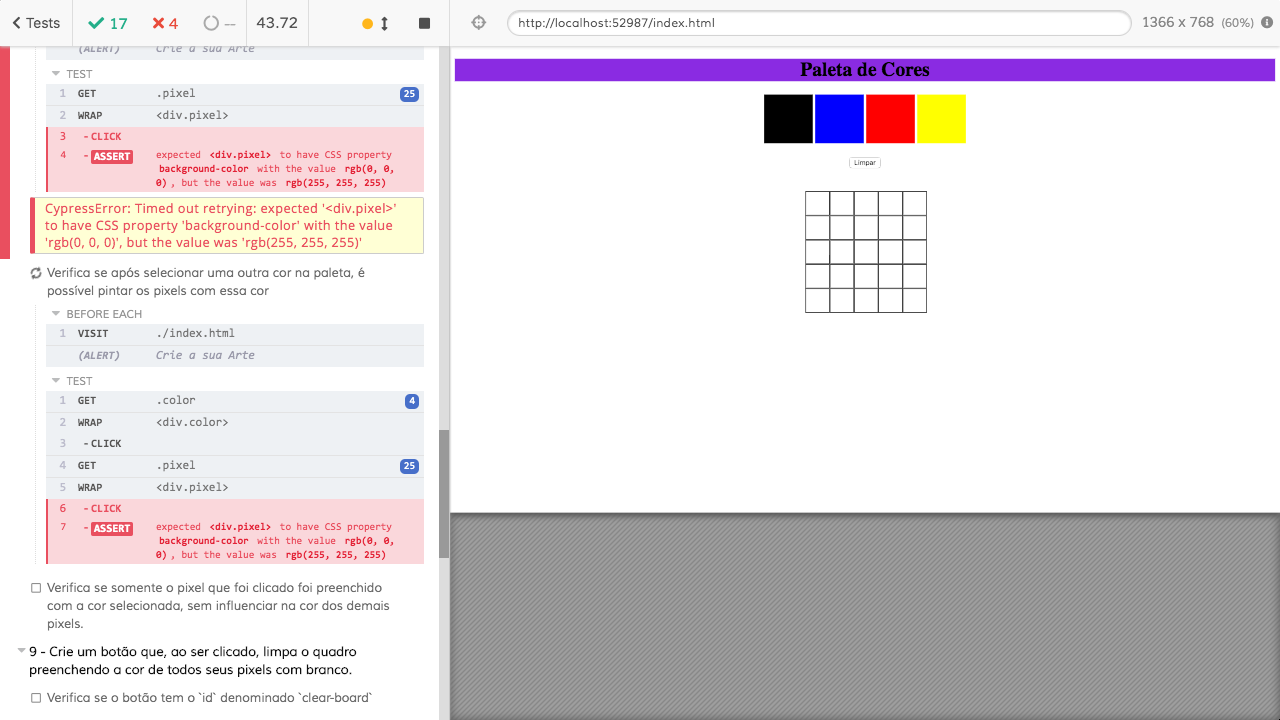 Tests
17
4
--
43.72
http://localhost:52987/index.html
1366 x 768 (60%)
(ALERT) Crie a sua Arte
TEST
1 GET .pixel 25
2 WRAP <div.pixel>
3 -CLICK
4 -ASSERT expected <div.pixel> to have CSS property
background-color with the value rgb(0, 0,
0) , but the value was rgb(255, 255, 255)
CypressError: Timed out retrying: expected '<div.pixel>'
to have CSS property 'background-color' with the value
'rgb(0, 0, 0)', but the value was 'rgb(255, 255, 255)'
Verifica se após selecionar uma outra cor na paleta, é
possível pintar os pixels com essa cor
BEFORE EACH
1 VISIT ./index.html
(ALERT) Crie a sua Arte
TEST
1 GET .color 4
2 WRAP <div.color>
3 -CLICK
4 GET .pixel 25
5 WRAP <div.pixel>
6 -CLICK
7 -ASSERT expected <div.pixel> to have CSS property
background-color with the value rgb(0, 0,
0) , but the value was rgb(255, 255, 255)
Verifica se somente o pixel que foi clicado foi preenchido
com a cor selecionada, sem influenciar na cor dos demais
pixels.
9 - Crie um botão que, ao ser clicado, limpa o quadro
preenchendo a cor de todos seus pixels com branco.
Verifica se o botão tem o `id` denominado `clear-board`
Paleta de Cores
Limpar